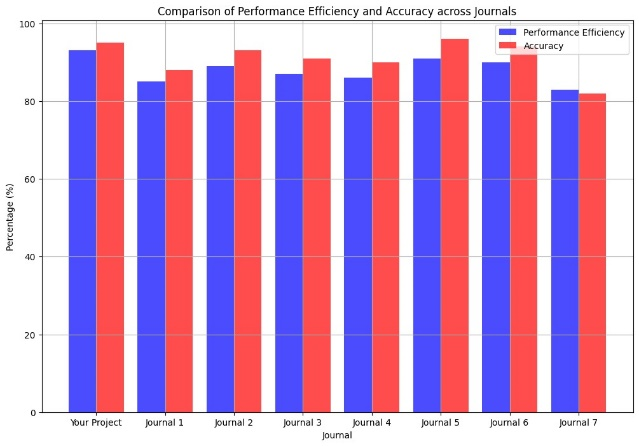 Comparison of Performance Efficiency and Accuracy across Journals
Performance Efficiency
Accuracy
100
80
60
40
20
0
Percentage (%)
Your Project Journal 1 Journal 2 Journal 3 Journal 4 Journal 5 Journal 6 Journal 7
Journal